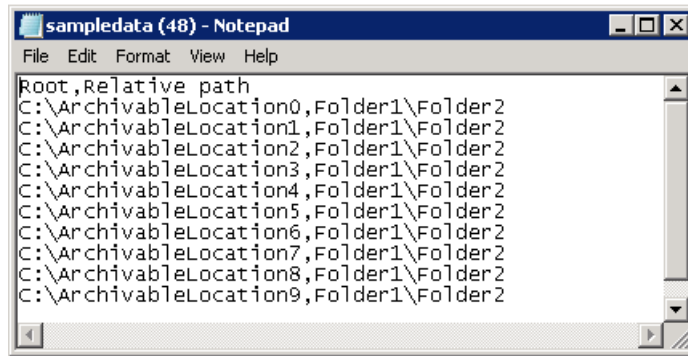 sampledata (48) - Notepad
File Edit Format View Help
Root,Relative path
C:\ArchivableLocation0,Folder1\Folder2
C:\ArchivableLocation1,Folder1\Folder2
C:\ArchivableLocation2,Folder1\Folder2
C:\ArchivableLocation3,Folder1\Folder2
C:\ArchivableLocation4,Folder1\Folder2
C:\ArchivableLocation5,Folder1\Folder2
C:\ArchivableLocation6,Folder1\Folder2
C:\ArchivableLocation7,Folder1\Folder2
C:\ArchivableLocation8,Folder1\Folder2
C:\ArchivableLocation9,Folder1\Folder2